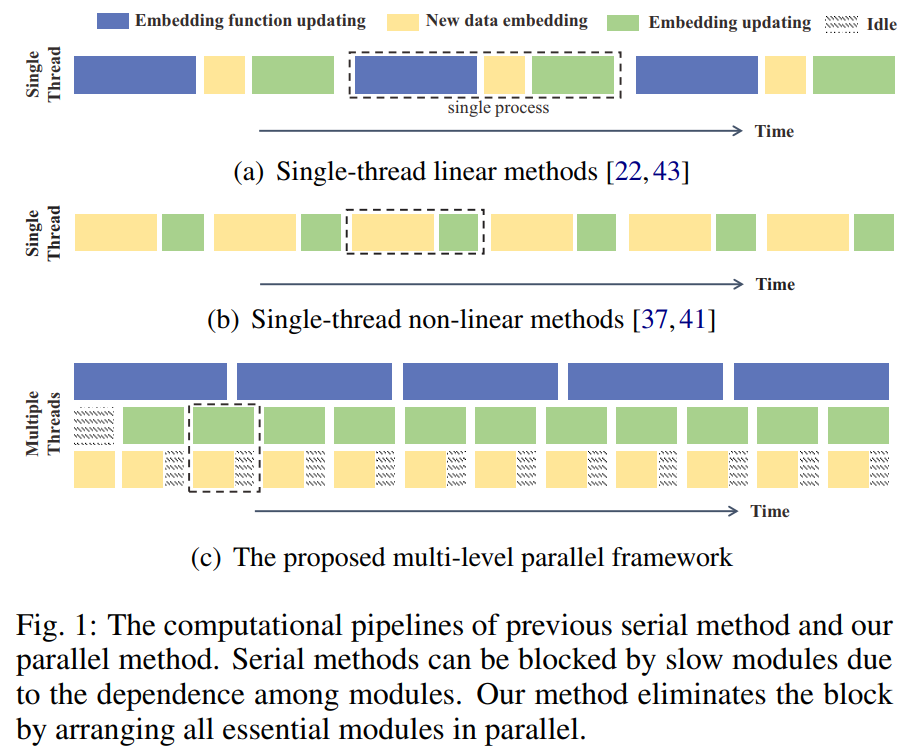 Embedding function updating New data embedding Embedding updating Idle
Single
Thread
single process
Time
(a) Single-thread linear methods [22,43]
Single
Thread
Time
(b) Single-thread non-linear methods [37,41]
Multiple
Threads
Time
(c) The proposed multi-level parallel framework
Fig. 1: The computational pipelines of previous serial method and our
parallel method. Serial methods can be blocked by slow modules due
to the dependence among modules. Our method eliminates the block
by arranging all essential modules in parallel.